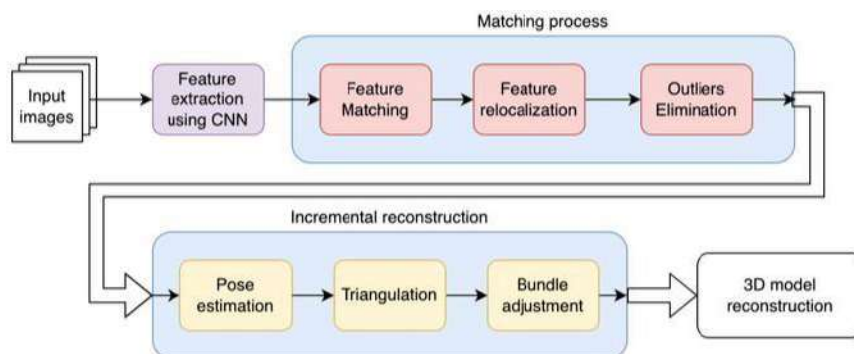 Matching process
Input
images
Feature
extraction
using CNN
Feature
Matching
Feature
relocalization
Outliers
Elimination
Incremental reconstruction
Pose
estimation
Triangulation
Bundle
adjustment
3D model
reconstruction